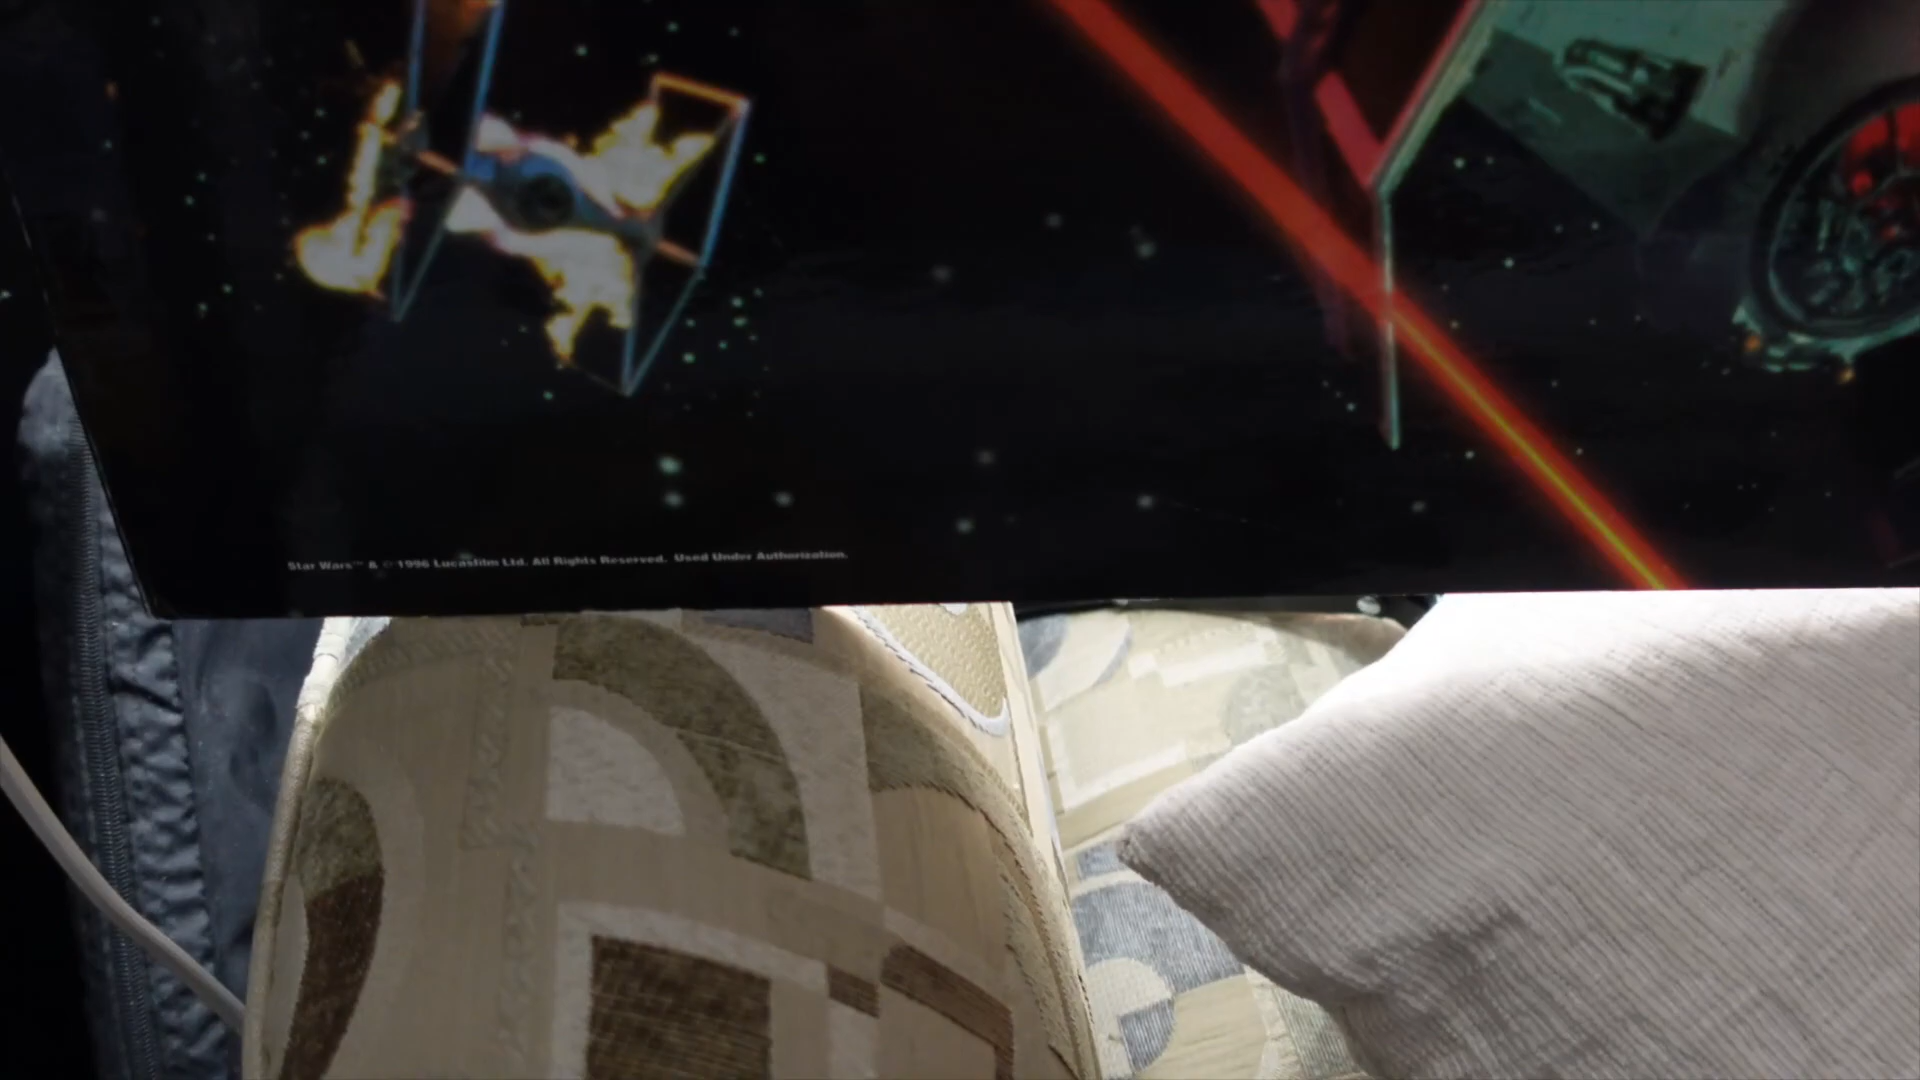 Star Wars™ & © 1996 Lucasfilm Ltd. All Rights Reserved. Used Under Authorization.